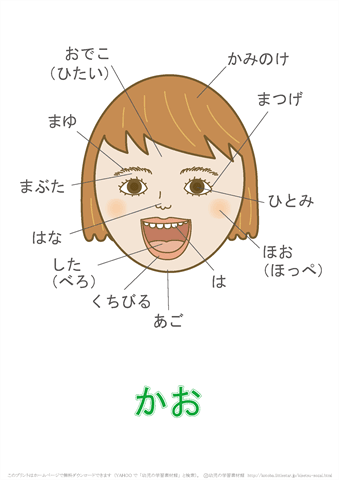 おでこ
（ひたい）
かみのけ
まつげ
まゆ
まぶた
ひとみ
はな
ほお
（ほっぺ）
した
（べろ）
は
くちびる
あご
かお